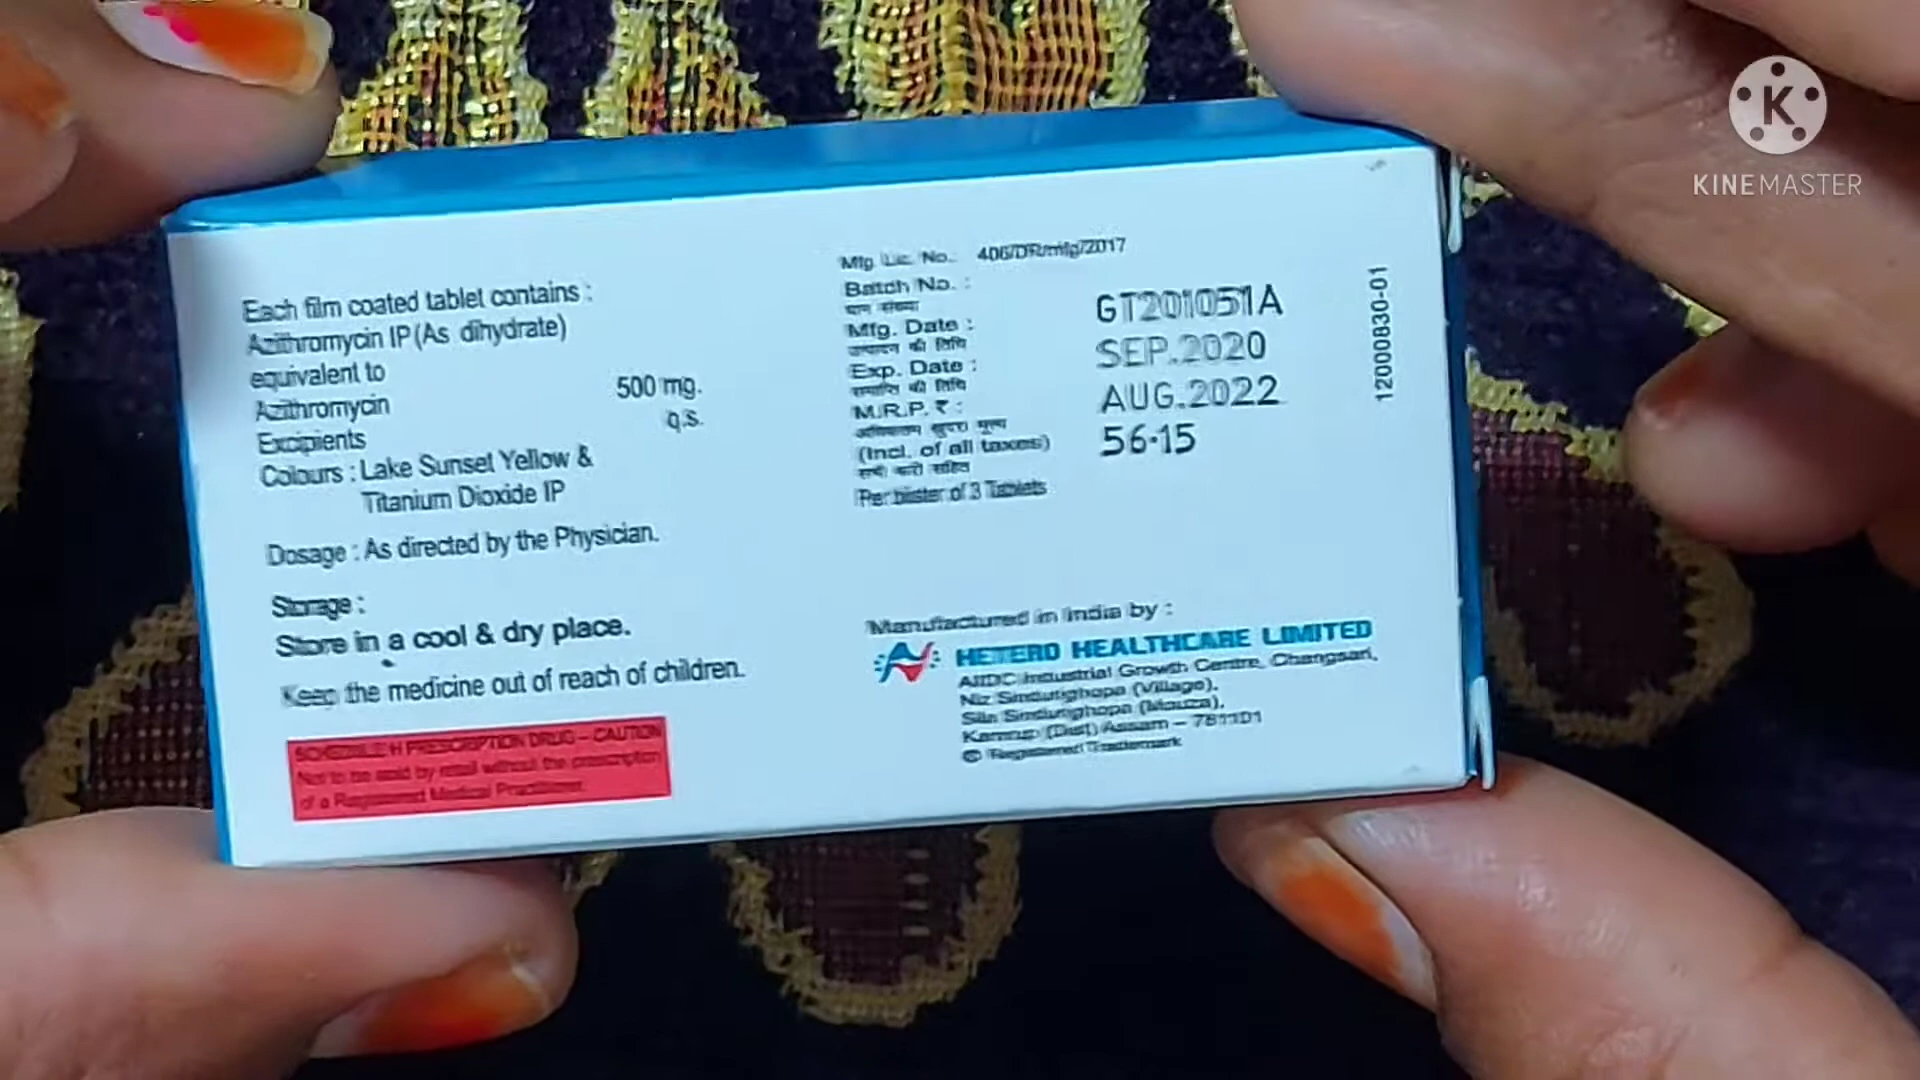 K
KINEMASTER
Each film coated tablet contains :
Azithromycin IP (As dihydrate)
equivalent to
Azithromycin 500 mg.
Excipients q.s.
Colours : Lake Sunset Yellow &
Titanium Dioxide IP
Dosage : As directed by the Physician.
Storage :
Store in a cool & dry place.
Keep the medicine out of reach of children.
SCHEDULE H PRESCRIPTION DRUG – CAUTION
Not to be sold by retail without the prescription
of a Registered Medical Practitioner.
Mfg. Lic. No.: 406/DR/mfg/2017
Batch No. : GT201051A
घान संख्या
Mfg. Date : SEP.2020
उत्पादन की तिथि
Exp. Date : AUG.2022
समाप्ति की तिथि
M.R.P. ₹ : 56.15
अधिकतम खुदरा मूल्य
(Incl. of all taxes)
सभी करों सहित
Per blister of 3 Tablets
12000830-01
Manufactured in India by :
HETERO HEALTHCARE LIMITED
AIIDC Industrial Growth Centre, Changsari,
Niz Sindurighopa (Village),
Sila Sindurighopa (Mouza),
Kamrup (Dist) Assam – 781101
® Registered Trademark